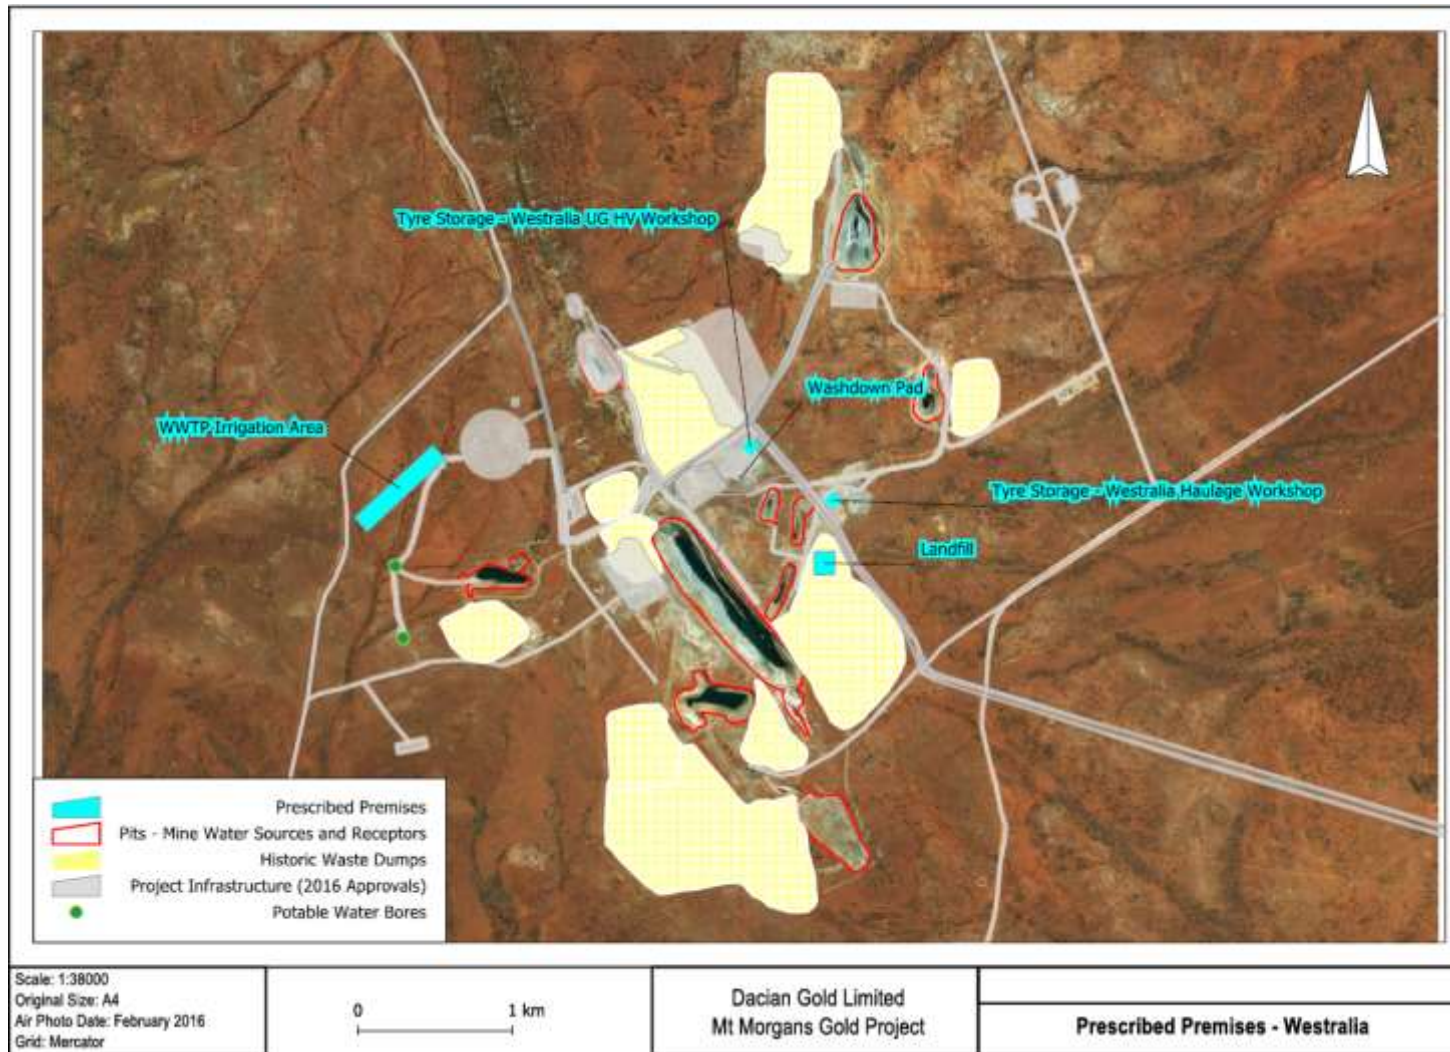 Tyre Storage - Westralia UG HV Workshop
Washdown Pad
WWTP Irrigation Area
Tyre Storage - Westralia Haulage Workshop
Landfill
Prescribed Premises
Pits - Mine Water Sources and Receptors
Historic Waste Dumps
Project Infrastructure (2016 Approvals)
Potable Water Bores
Scale: 1:38000
Original Size: A4
Air Photo Date: February 2016
Grid: Mercator
0 1 km
Dacian Gold Limited
Mt Morgans Gold Project
Prescribed Premises - Westralia